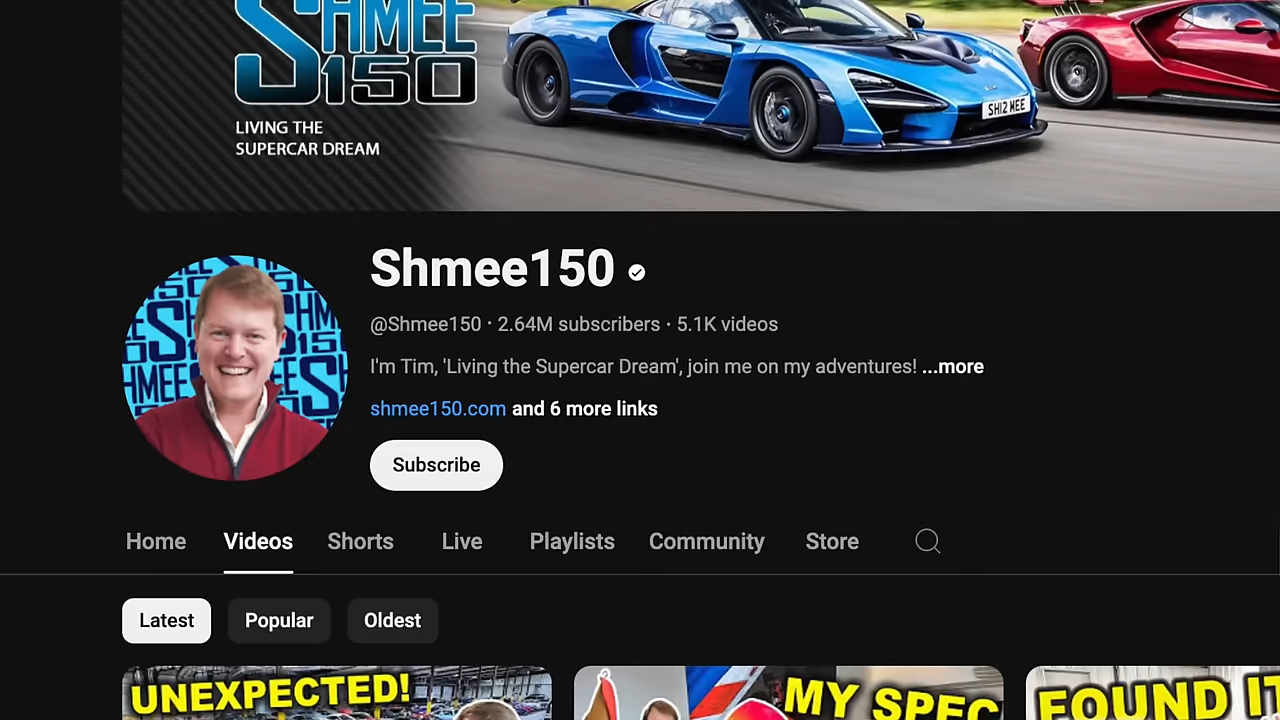 SHMEE
150
LIVING THE
SUPERCAR DREAM
SH12 MEE
Shmee150
@Shmee150 · 2.64M subscribers · 5.1K videos
I'm Tim, 'Living the Supercar Dream', join me on my adventures! ...more
shmee150.com and 6 more links
Subscribe
Home Videos Shorts Live Playlists Community Store
Latest Popular Oldest
UNEXPECTED! MY SPEC FOUND IT